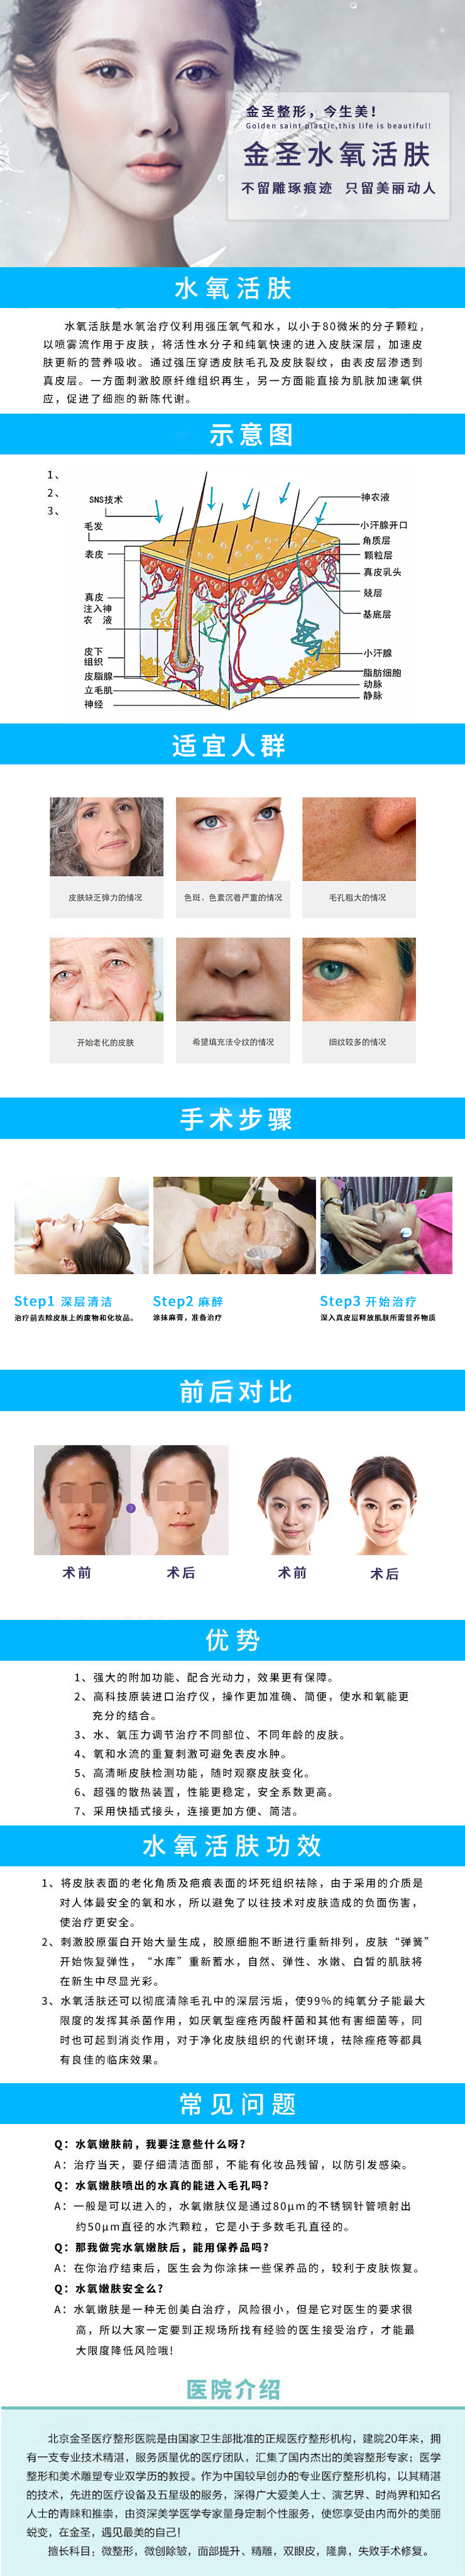 金圣整形，今生美！
Golden saint plastic,this life is beautiful!
金圣水氧活肤
不留雕琢痕迹 只留美丽动人
水氧活肤
水氧活肤是水氧治疗仪利用强压氧气和水，以小于80微米的分子颗粒，
以喷雾流作用于皮肤，将活性水分子和纯氧快速的进入皮肤深层，加速皮
肤更新的营养吸收。通过强压穿透皮肤毛孔及皮肤裂纹，由表皮层渗透到
真皮层。一方面刺激胶原纤维组织再生，另一方面能直接为肌肤加速氧供
应，促进了细胞的新陈代谢。
示意图
1、
2、
3、
SNS技术
毛发
表皮
真皮
注入神
农 液
皮下
组织
皮脂腺
立毛肌
神经
神农液
小汗腺开口
角质层
颗粒层
真皮乳头
棘层
基底层
小汗腺
脂肪细胞
动脉
静脉
适宜人群
皮肤缺乏弹力的情况
色斑、色素沉着严重的情况
毛孔粗大的情况
开始老化的皮肤
希望填充法令纹的情况
细纹较多的情况
手术步骤
Step1 深层清洁
治疗前去除皮肤上的废物和化妆品。
Step2 麻醉
涂抹麻膏，准备治疗
Step3 开始治疗
深入真皮层释放肌肤所需营养物质
前后对比
术前
术后
术前
术后
优势
1、强大的附加功能、配合光动力，效果更有保障。
2、高科技原装进口治疗仪，操作更加准确、简便，使水和氧能更
充分的结合。
3、水、氧压力调节治疗不同部位、不同年龄的皮肤。
4、氧和水流的重复刺激可避免表皮水肿。
5、高清晰皮肤检测功能，随时观察皮肤变化。
6、超强的散热装置，性能更稳定，安全系数更高。
7、采用快插式接头，连接更加方便、简洁。
水氧活肤功效
1、将皮肤表面的老化角质及疤痕表面的坏死组织祛除，由于采用的介质是
对人体最安全的氧和水，所以避免了以往技术对皮肤造成的负面伤害，
使治疗更安全。
2、刺激胶原蛋白开始大量生成，胶原细胞不断进行重新排列，皮肤“弹簧”
开始恢复弹性，“水库”重新蓄水，自然、弹性、水嫩、白皙的肌肤将
在新生中尽显光彩。
3、水氧活肤还可以彻底清除毛孔中的深层污垢，使99%的纯氧分子能最大
限度的发挥其杀菌作用，如厌氧型痤疮丙酸杆菌和其他有害细菌等，同
时也可起到消炎作用，对于净化皮肤组织的代谢环境，祛除痤疮等都具
有良佳的临床效果。
常见问题
Q：水氧嫩肤前，我要注意些什么呀？
A：治疗当天，要仔细清洁面部，不能有化妆品残留，以防引发感染。
Q：水氧嫩肤喷出的水真的能进入毛孔吗？
A：一般是可以进入的，水氧嫩肤仪是通过80μm的不锈钢针管喷射出
约50μm直径的水汽颗粒，它是小于多数毛孔直径的。
Q：那我做完水氧嫩肤后，能用保养品吗？
A：在你治疗结束后，医生会为你涂抹一些保养品的，较利于皮肤恢复。
Q：水氧嫩肤安全么？
A：水氧嫩肤是一种无创美白治疗，风险很小，但是它对医生的要求很
高，所以大家一定要到正规场所找有经验的医生接受治疗，才能最
大限度降低风险哦！
医院介绍
北京金圣医疗整形医院是由国家卫生部批准的正规医疗整形机构，建院20年来，拥
有一支专业技术精湛，服务质量优的医疗团队，汇集了国内杰出的美容整形专家；医学
整形和美术雕塑专业双学历的教授。作为中国较早创办的专业医疗整形机构，以其精湛
的技术，先进的医疗设备及五星级的服务，深得广大爱美人士、演艺界、时尚界和知名
人士的青睐和推崇，由资深美学医学专家量身定制个性服务，使您享受由内而外的美丽
蜕变，在金圣，遇见最美的自己！
擅长科目：微整形，微创除皱，面部提升、精雕，双眼皮，隆鼻，失败手术修复。